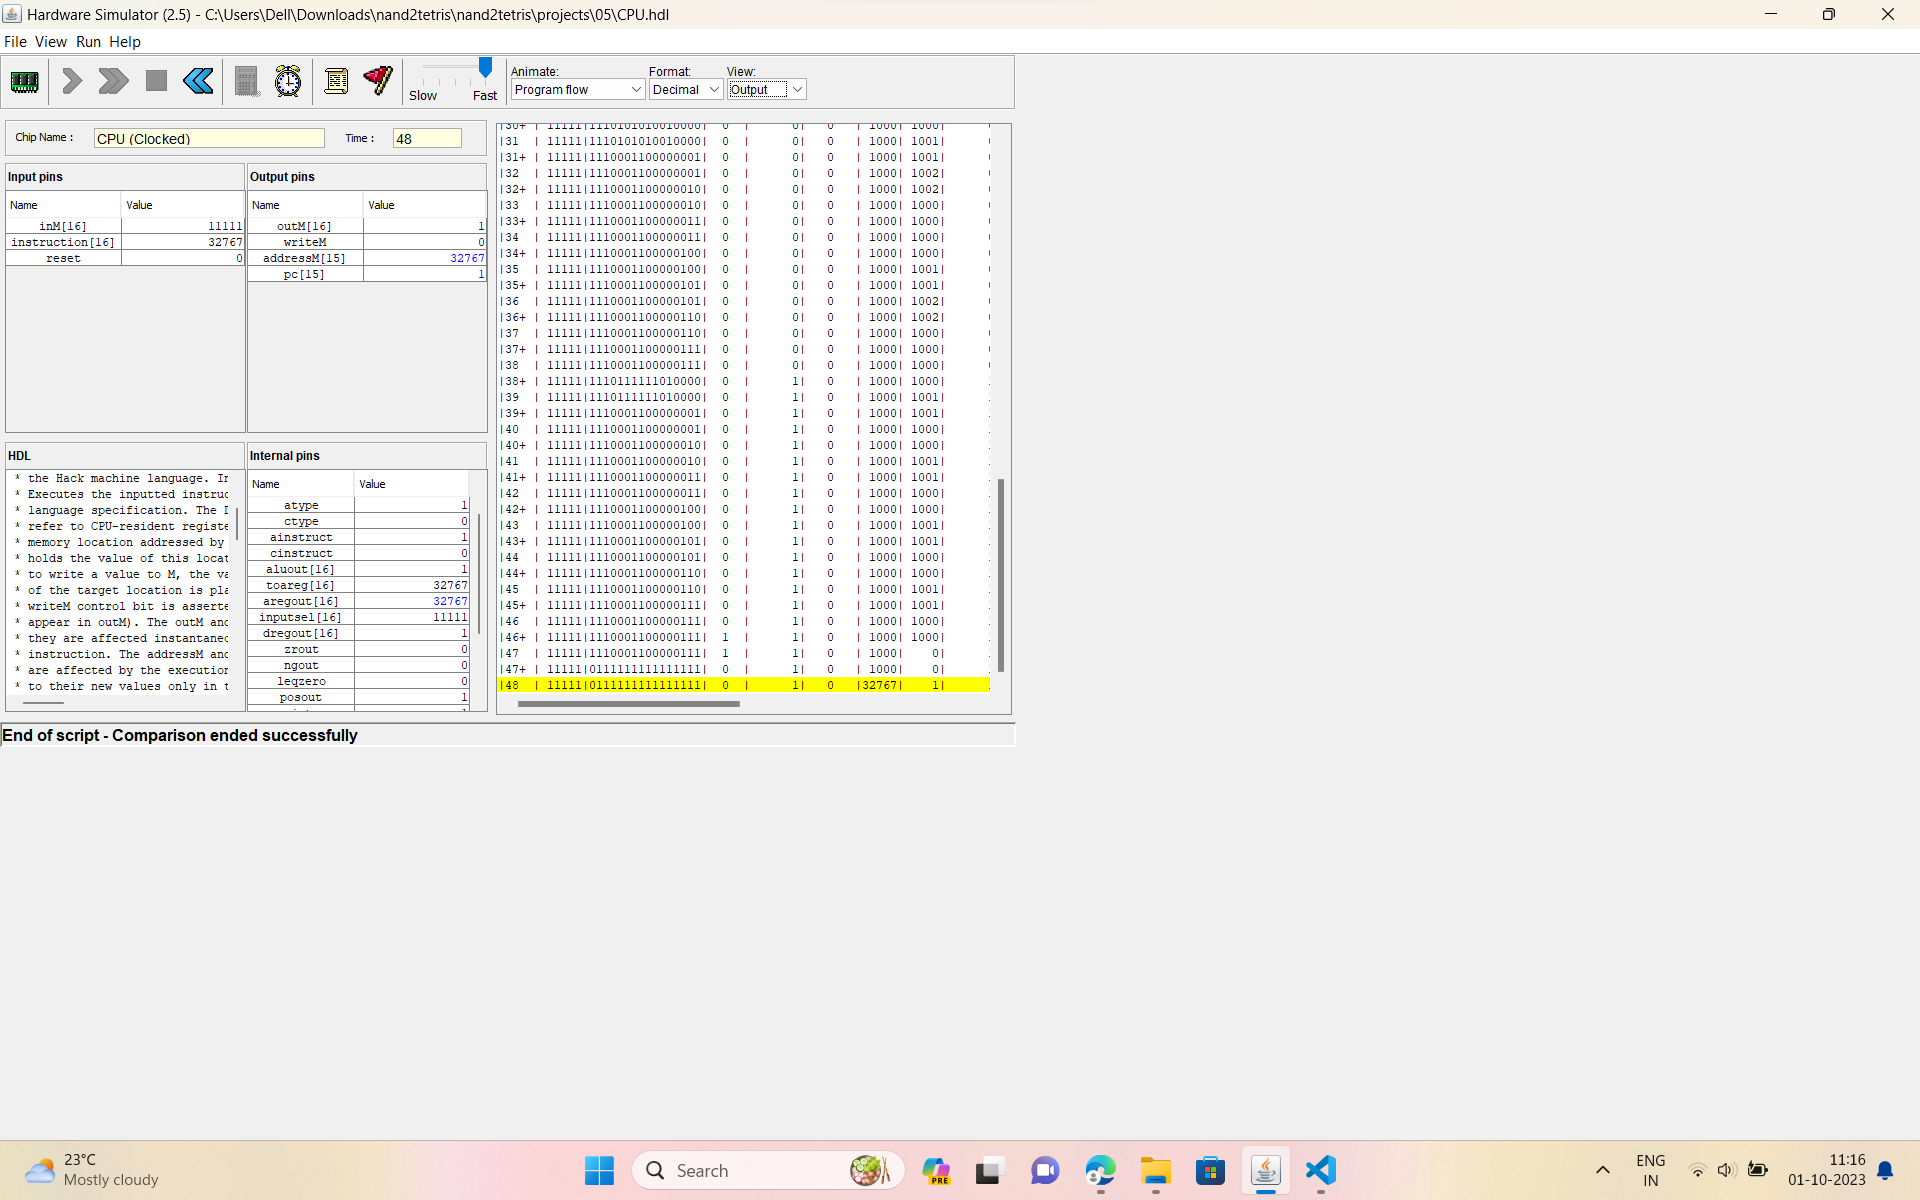 Hardware Simulator (2.5) - C:\Users\Dell\Downloads\nand2tetris\nand2tetris\projects\05\CPU.hdl
File View Run Help
Slow Fast
Animate: Format: View:
Program flow Decimal Output
Chip Name : CPU (Clocked) Time : 48
Input pins
Name Value
inM[16] 11111
instruction[16] 32767
reset 0
Output pins
Name Value
outM[16] 1
writeM 0
addressM[15] 32767
pc[15] 1
HDL
* the Hack machine language. In
* Executes the inputted instruc
* language specification. The D
* refer to CPU-resident registe
* memory location addressed by
* holds the value of this locat
* to write a value to M, the va
* of the target location is pla
* writeM control bit is asserte
* appear in outM). The outM and
* they are affected instantaneo
* instruction. The addressM and
* are affected by the execution
* to their new values only in t
Internal pins
Name Value
atype 1
ctype 0
ainstruct 1
cinstruct 0
aluout[16] 1
toareg[16] 32767
aregout[16] 32767
inputsel[16] 11111
dregout[16] 1
zrout 0
ngout 0
leqzero 0
posout 1
|30+ | 11111|1110101010010000| 0 | 0| 0 | 1000| 1000|
|31 | 11111|1110101010010000| 0 | 0| 0 | 1000| 1001|
|31+ | 11111|1110001100000001| 0 | 0| 0 | 1000| 1001|
|32 | 11111|1110001100000001| 0 | 0| 0 | 1000| 1002|
|32+ | 11111|1110001100000010| 0 | 0| 0 | 1000| 1002|
|33 | 11111|1110001100000010| 0 | 0| 0 | 1000| 1000|
|33+ | 11111|1110001100000011| 0 | 0| 0 | 1000| 1000|
|34 | 11111|1110001100000011| 0 | 0| 0 | 1000| 1000|
|34+ | 11111|1110001100000100| 0 | 0| 0 | 1000| 1000|
|35 | 11111|1110001100000100| 0 | 0| 0 | 1000| 1001|
|35+ | 11111|1110001100000101| 0 | 0| 0 | 1000| 1001|
|36 | 11111|1110001100000101| 0 | 0| 0 | 1000| 1002|
|36+ | 11111|1110001100000110| 0 | 0| 0 | 1000| 1002|
|37 | 11111|1110001100000110| 0 | 0| 0 | 1000| 1000|
|37+ | 11111|1110001100000111| 0 | 0| 0 | 1000| 1000|
|38 | 11111|1110001100000111| 0 | 0| 0 | 1000| 1000|
|38+ | 11111|1110111111010000| 0 | 1| 0 | 1000| 1000|
|39 | 11111|1110111111010000| 0 | 1| 0 | 1000| 1001|
|39+ | 11111|1110001100000001| 0 | 1| 0 | 1000| 1001|
|40 | 11111|1110001100000001| 0 | 1| 0 | 1000| 1000|
|40+ | 11111|1110001100000010| 0 | 1| 0 | 1000| 1000|
|41 | 11111|1110001100000010| 0 | 1| 0 | 1000| 1001|
|41+ | 11111|1110001100000011| 0 | 1| 0 | 1000| 1001|
|42 | 11111|1110001100000011| 0 | 1| 0 | 1000| 1000|
|42+ | 11111|1110001100000100| 0 | 1| 0 | 1000| 1000|
|43 | 11111|1110001100000100| 0 | 1| 0 | 1000| 1001|
|43+ | 11111|1110001100000101| 0 | 1| 0 | 1000| 1001|
|44 | 11111|1110001100000101| 0 | 1| 0 | 1000| 1000|
|44+ | 11111|1110001100000110| 0 | 1| 0 | 1000| 1000|
|45 | 11111|1110001100000110| 0 | 1| 0 | 1000| 1001|
|45+ | 11111|1110001100000111| 0 | 1| 0 | 1000| 1001|
|46 | 11111|1110001100000111| 0 | 1| 0 | 1000| 1000|
|46+ | 11111|1110001100000111| 1 | 1| 0 | 1000| 1000|
|47 | 11111|1110001100000111| 1 | 1| 0 | 1000| 0|
|47+ | 11111|0111111111111111| 0 | 1| 0 | 1000| 0|
|48 | 11111|0111111111111111| 0 | 1| 0 |32767| 1|
End of script - Comparison ended successfully
23°C
Mostly cloudy
Search
PRE
ENG
IN
11:16
01-10-2023